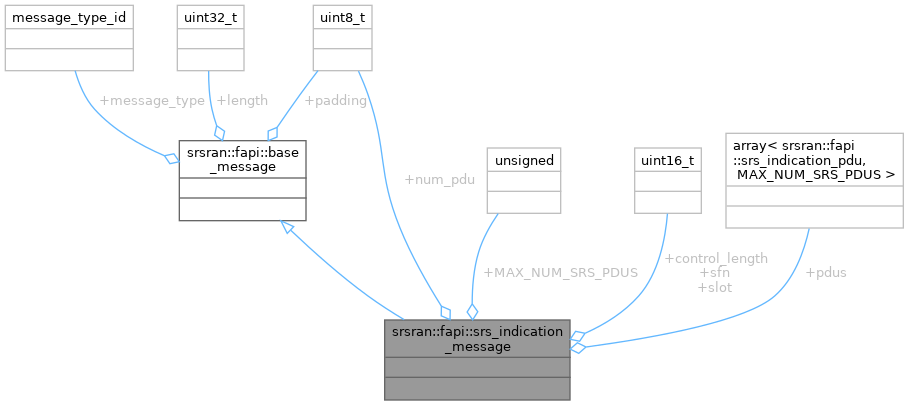 message_type_id
uint32_t
uint8_t
+message_type
+length
+padding
srsran::fapi::base
_message
unsigned
uint16_t
array< srsran::fapi
::srs_indication_pdu,
 MAX_NUM_SRS_PDUS >
+num_pdu
+MAX_NUM_SRS_PDUS
+control_length
+sfn
+slot
+pdus
srsran::fapi::srs_indication
_message